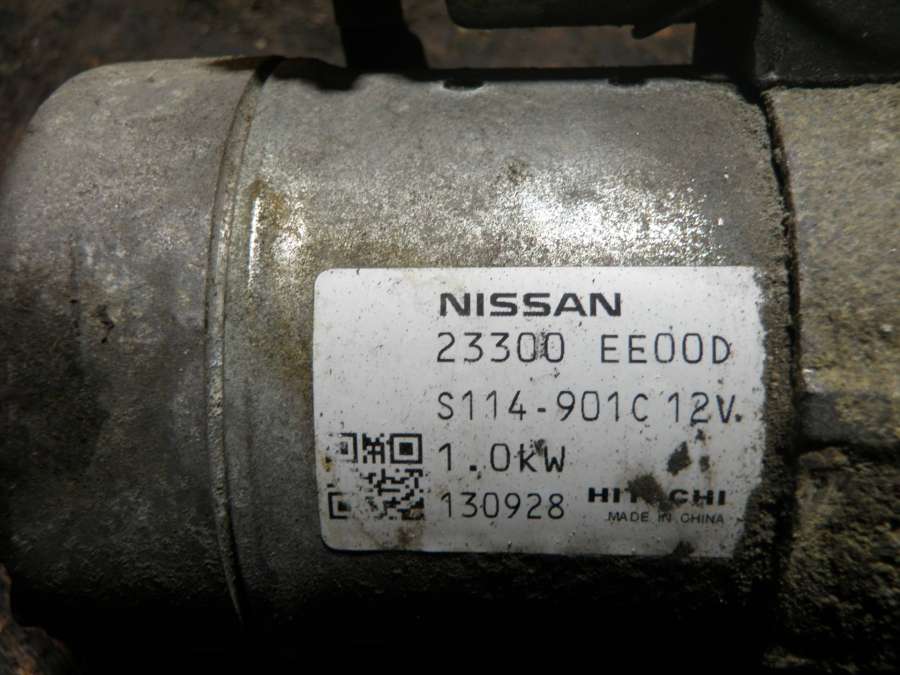 NISSAN
23300 EE00D
S114-901C 12V
1.0kW
130928 HITACHI
MADE IN CHINA